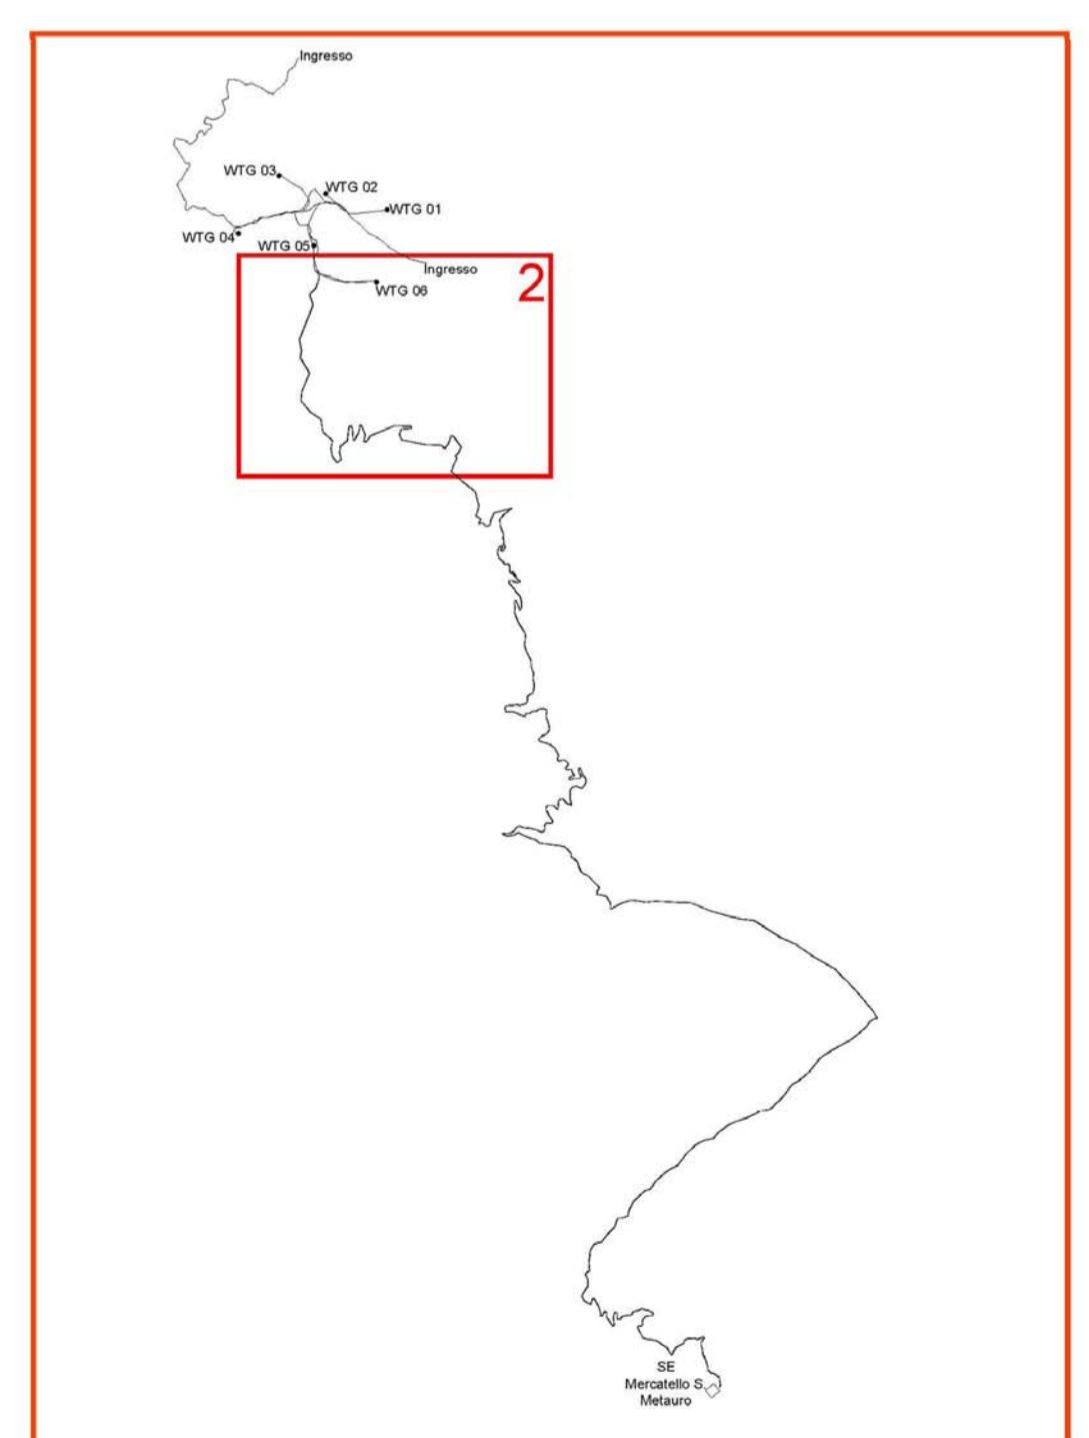 Ingresso
WTG 03
WTG 02
WTG 01
WTG 04
WTG 05
Ingresso
2
WTG 06
SE
Mercatello S.
Metauro